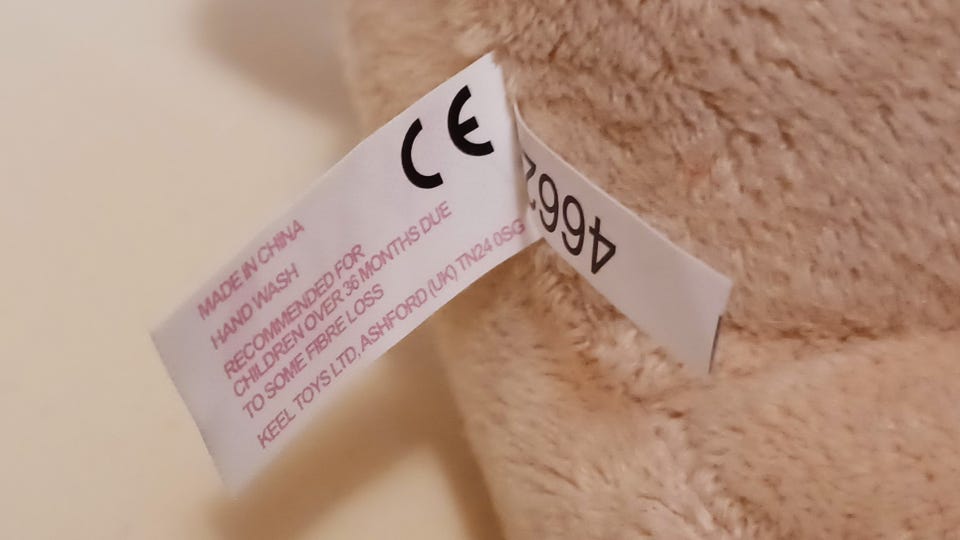 CE
MADE IN CHINA
HAND WASH
RECOMMENDED FOR
CHILDREN OVER 36 MONTHS DUE
TO SOME FIBRE LOSS
KEEL TOYS LTD, ASHFORD (UK) TN24 0SG